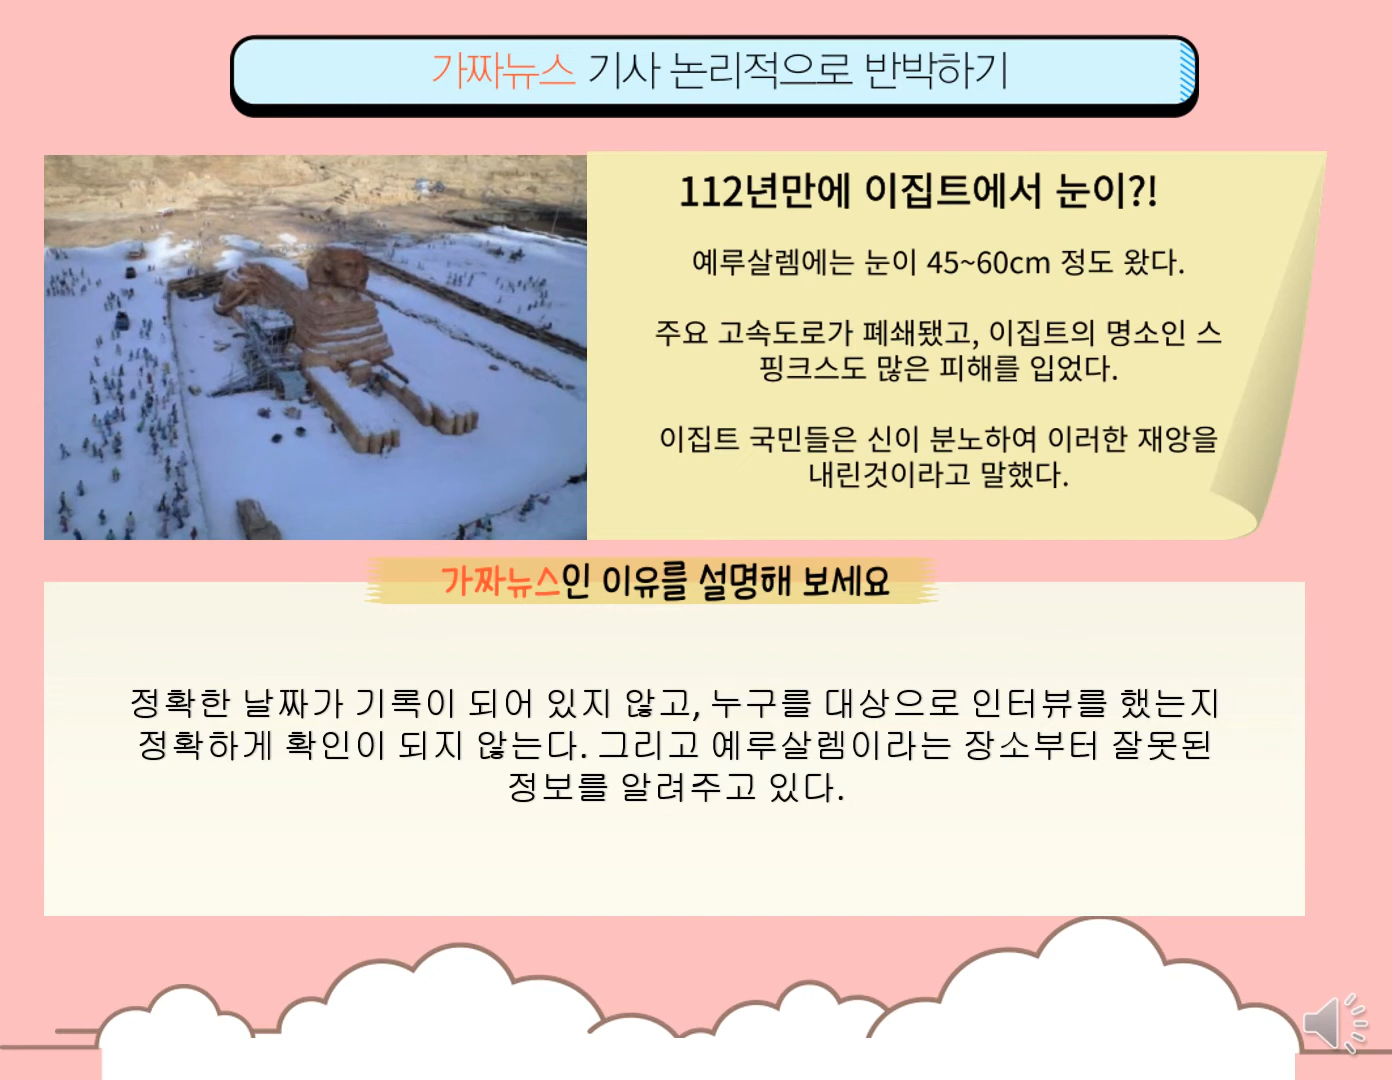 가짜뉴스 기사 논리적으로 반박하기
112년만에 이집트에서 눈이?!
예루살렘에는 눈이 45~60cm 정도 왔다.
주요 고속도로가 폐쇄됐고, 이집트의 명소인 스
핑크스도 많은 피해를 입었다.
이집트 국민들은 신이 분노하여 이러한 재앙을
내린것이라고 말했다.
가짜뉴스인 이유를 설명해 보세요
정확한 날짜가 기록이 되어 있지 않고, 누구를 대상으로 인터뷰를 했는지
정확하게 확인이 되지 않는다. 그리고 예루살렘이라는 장소부터 잘못된
정보를 알려주고 있다.